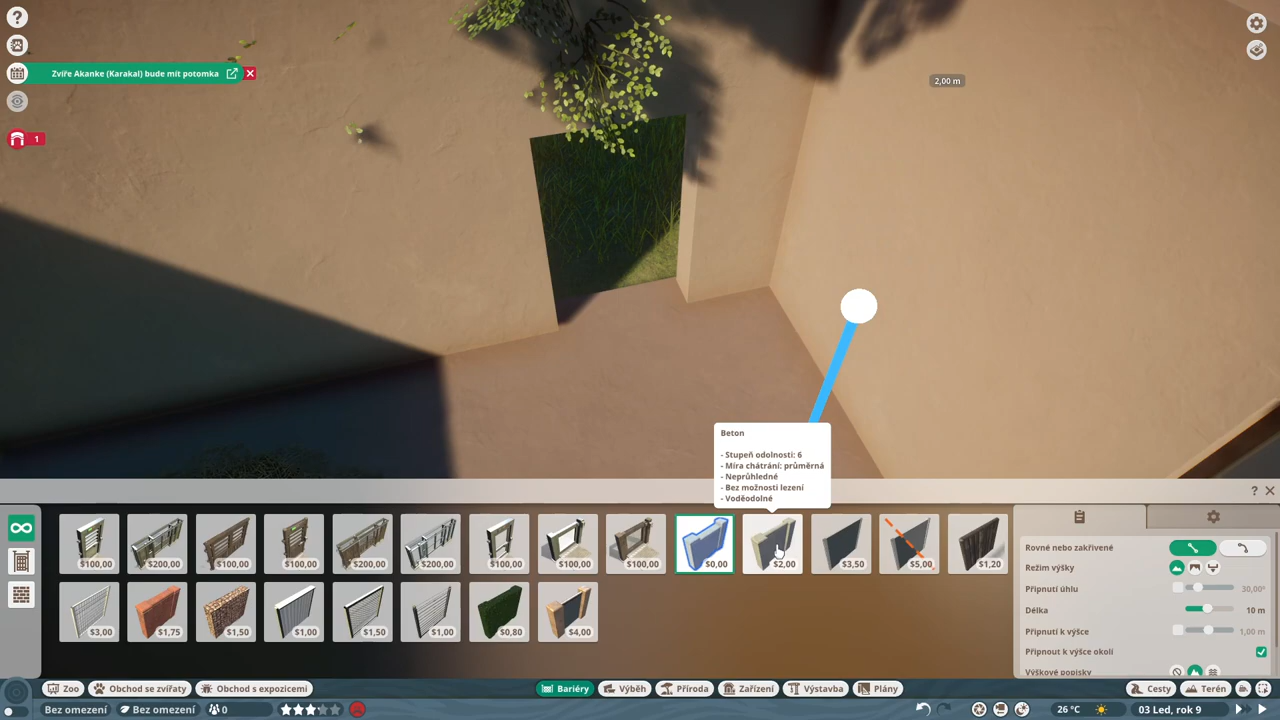 ?
Zvíře Akanke (Karakal) bude mít potomka
1
2,00 m
Beton
- Stupeň odolnosti: 6
- Míra chátrání: průměrná
- Neprůhledné
- Bez možnosti lezení
- Voděodolné
?
$100,00
$200,00
$100,00
$100,00
$200,00
$200,00
$100,00
$100,00
$100,00
$0,00
$2,00
$3,50
$5,00
$1,20
$3,00
$1,75
$1,50
$1,00
$1,50
$1,00
$0,80
$4,00
Rovné nebo zakřivené
Režim výšky
Připnutí úhlu
30,00°
Délka
10 m
Připnutí k výšce
1,00 m
Připnout k výšce okolí
Výškové popisky
Zoo
Obchod se zvířaty
Obchod s expozicemi
Bariéry
Výběh
Příroda
Zařízení
Výstavba
Plány
Cesty
Terén
Bez omezení
Bez omezení
0
26 °C
03 Led, rok 9